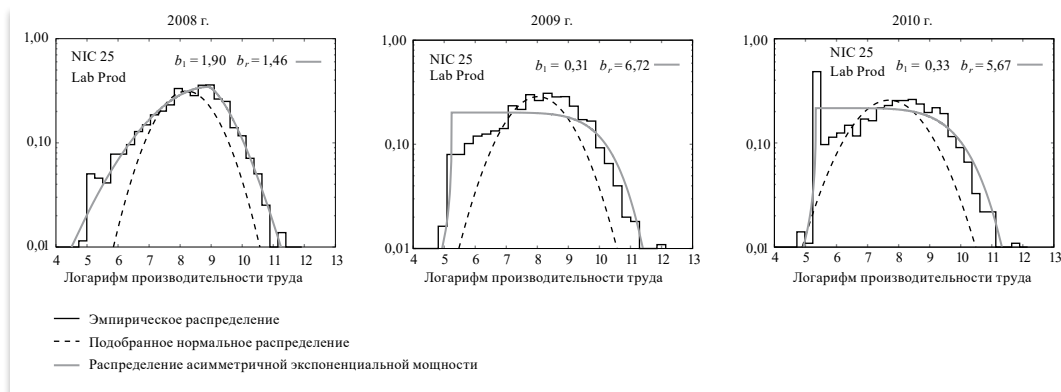 2008 г.
1,00
NIC 25
Lab Prod
b_l = 1,90 b_r = 1,46
0,10
0,01
4 5 6 7 8 9 10 11 12 13
Логарифм производительности труда
2009 г.
1,00
NIC 25
Lab Prod
b_l = 0,31 b_r = 6,72
0,10
0,01
4 5 6 7 8 9 10 11 12 13
Логарифм производительности труда
2010 г.
1,00
NIC 25
Lab Prod
b_l = 0,33 b_r = 5,67
0,10
0,01
4 5 6 7 8 9 10 11 12 13
Логарифм производительности труда
Эмпирическое распределение
Подобранное нормальное распределение
Распределение асимметричной экспоненциальной мощности